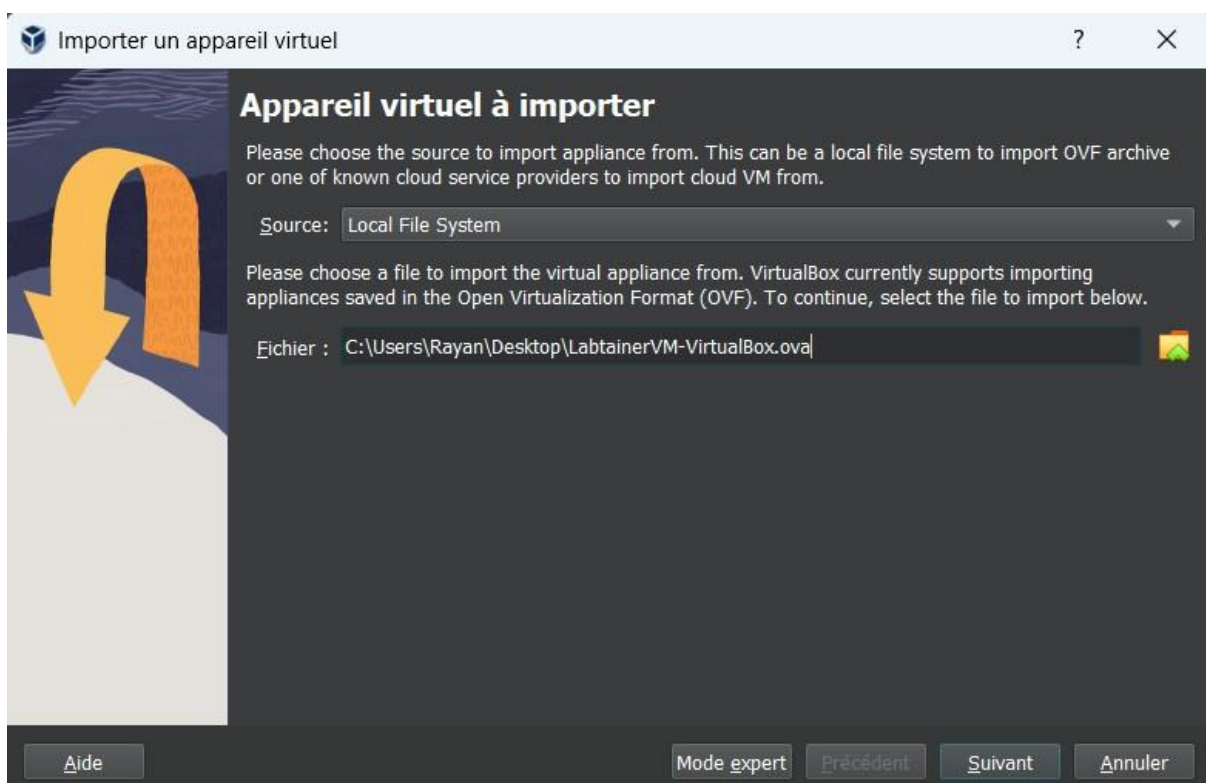 Importer un appareil virtuel
?
Appareil virtuel à importer
Please choose the source to import appliance from. This can be a local file system to import OVF archive
or one of known cloud service providers to import cloud VM from.
Source: Local File System
Please choose a file to import the virtual appliance from. VirtualBox currently supports importing
appliances saved in the Open Virtualization Format (OVF). To continue, select the file to import below.
Fichier : C:\Users\Rayan\Desktop\LabtainerVM-VirtualBox.ova
Aide Mode expert Précédent Suivant Annuler